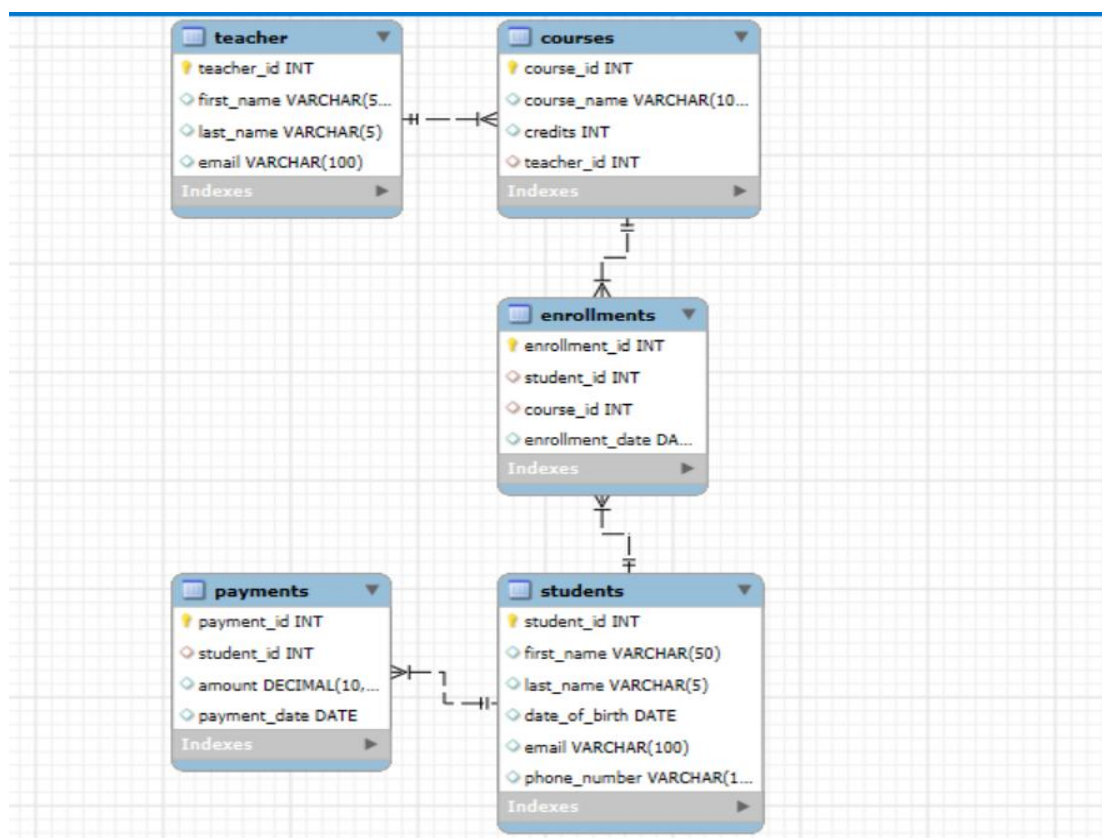 teacher
teacher_id INT
first_name VARCHAR(5...
last_name VARCHAR(5)
email VARCHAR(100)
Indexes
courses
course_id INT
course_name VARCHAR(10...
credits INT
teacher_id INT
Indexes
enrollments
enrollment_id INT
student_id INT
course_id INT
enrollment_date DA...
Indexes
payments
payment_id INT
student_id INT
amount DECIMAL(10,...
payment_date DATE
Indexes
students
student_id INT
first_name VARCHAR(50)
last_name VARCHAR(5)
date_of_birth DATE
email VARCHAR(100)
phone_number VARCHAR(1...
Indexes